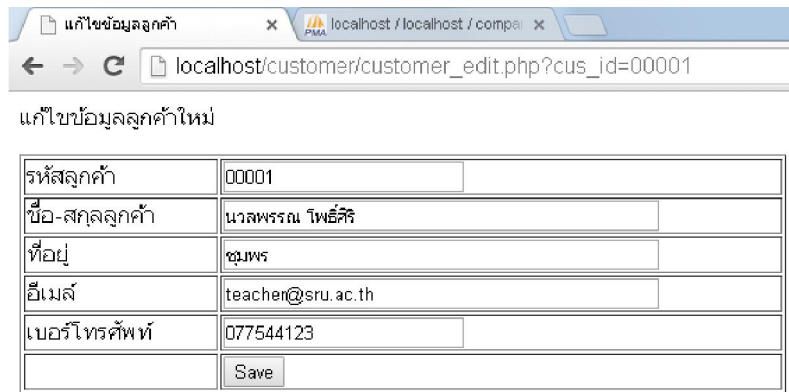 แก้ไขข้อมูลลูกค้า
PMA localhost / localhost / compa
localhost/customer/customer_edit.php?cus_id=00001
แก้ไขข้อมูลลูกค้าใหม่
รหัสลูกค้า 00001
ชื่อ-สกุลลูกค้า นวลพรรณ โพธิ์ศิริ
ที่อยู่ ชุมพร
อีเมล์ teacher@sru.ac.th
เบอร์โทรศัพท์ 077544123
Save